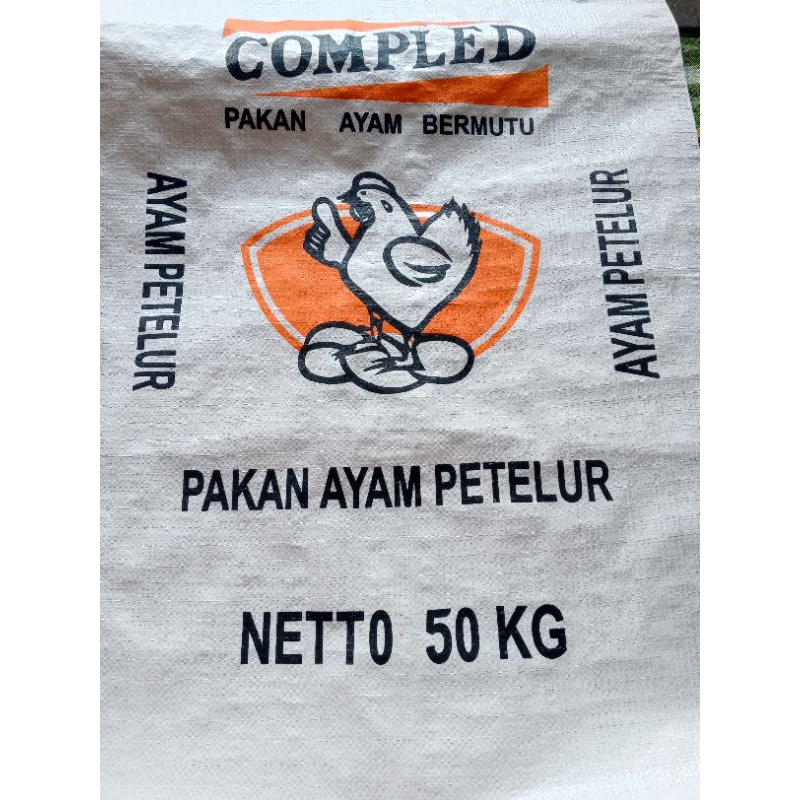 COMPLED
PAKAN AYAM BERMUTU
AYAM PETELUR
AYAM PETELUR
PAKAN AYAM PETELUR
NETTO 50 KG